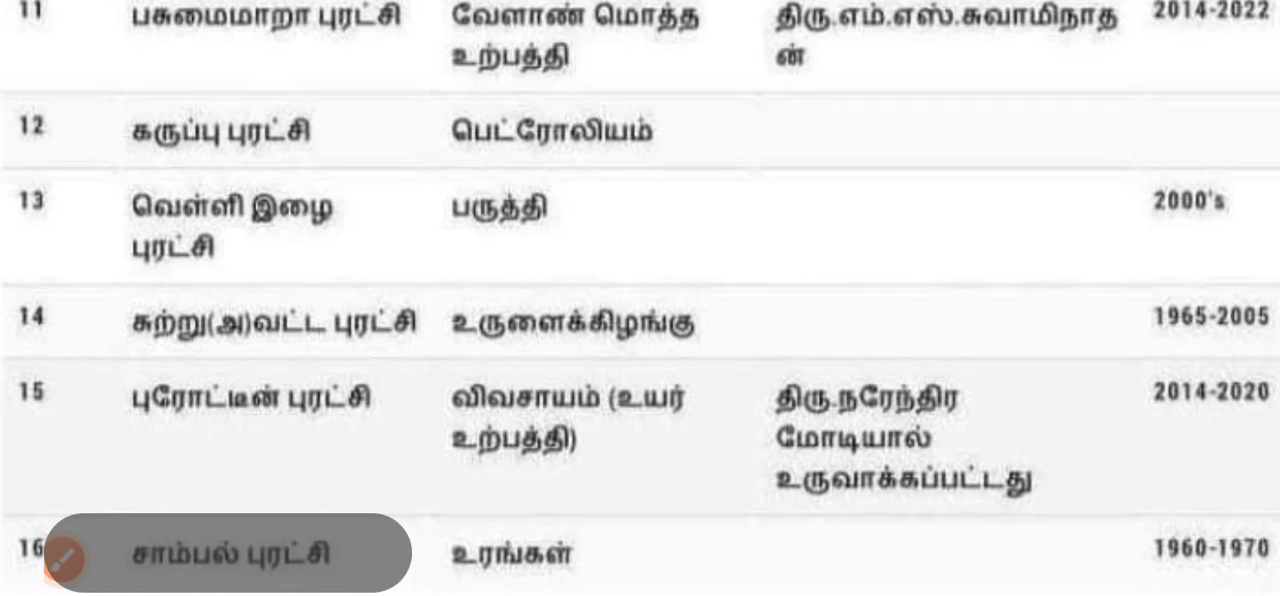 11 பசுமைமாறா புரட்சி வேளாண் மொத்த திரு.எம்.எஸ்.சுவாமிநாத 2014-2022
உற்பத்தி ன்
12 கருப்பு புரட்சி பெட்ரோலியம்
13 வெள்ளி இழை பருத்தி 2000's
புரட்சி
14 சுற்று(அ)வட்ட புரட்சி உருளைக்கிழங்கு 1965-2005
15 புரோட்டீன் புரட்சி விவசாயம் (உயர் திரு.நரேந்திர 2014-2020
உற்பத்தி) மோடியால்
உருவாக்கப்பட்டது
16 சாம்பல் புரட்சி உரங்கள் 1960-1970